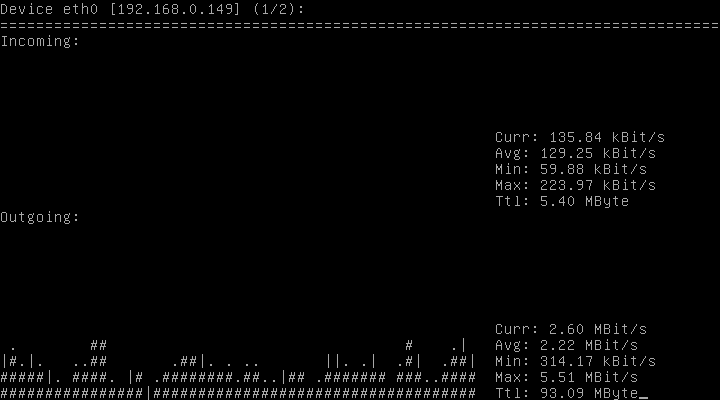 Device eth0 [192.168.0.149] (1/2):
================================================================================
Incoming:
Curr: 135.84 kBit/s
Avg: 129.25 kBit/s
Min: 59.88 kBit/s
Max: 223.97 kBit/s
Ttl: 5.40 MByte
Outgoing:
Curr: 2.60 MBit/s
Avg: 2.22 MBit/s
Min: 314.17 kBit/s
Max: 5.51 MBit/s
Ttl: 93.09 MByte